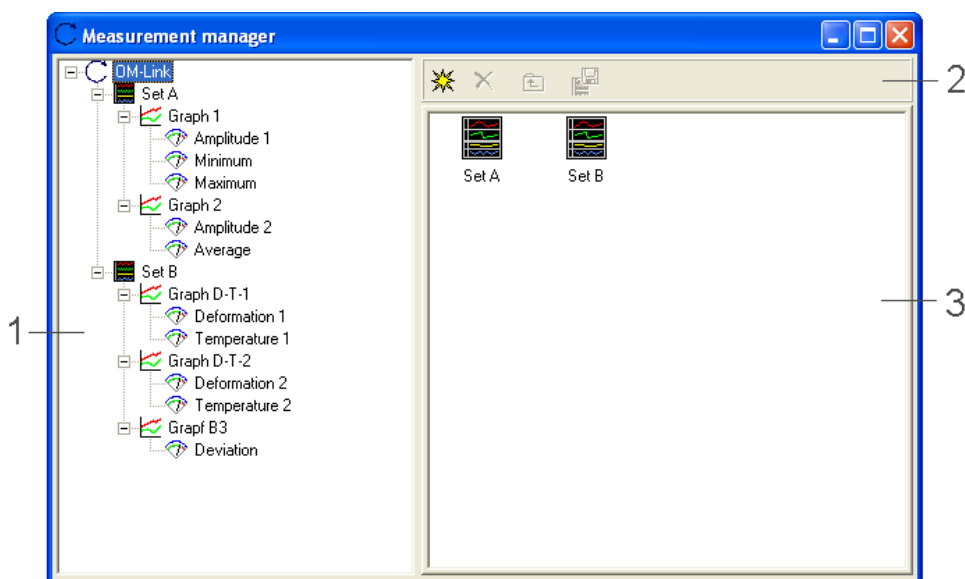 Measurement manager
OM-Link
Set A
Graph 1
Amplitude 1
Minimum
Maximum
Graph 2
Amplitude 2
Average
Set B
Graph D-T-1
Deformation 1
Temperature 1
Graph D-T-2
Deformation 2
Temperature 2
Grapf B3
Deviation
Set A Set B
1
2
3